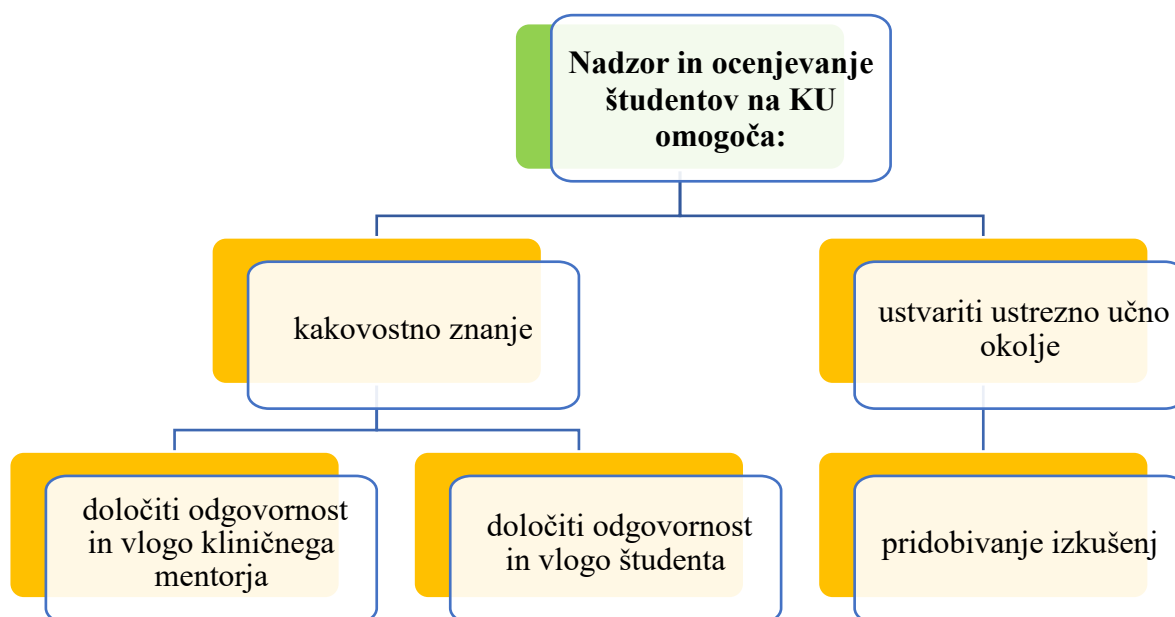 Nadzor in ocenjevanje
študentov na KU
omogoča:
kakovostno znanje
ustvariti ustrezno učno
okolje
določiti odgovornost
in vlogo kliničnega
mentorja
določiti odgovornost
in vlogo študenta
pridobivanje izkušenj